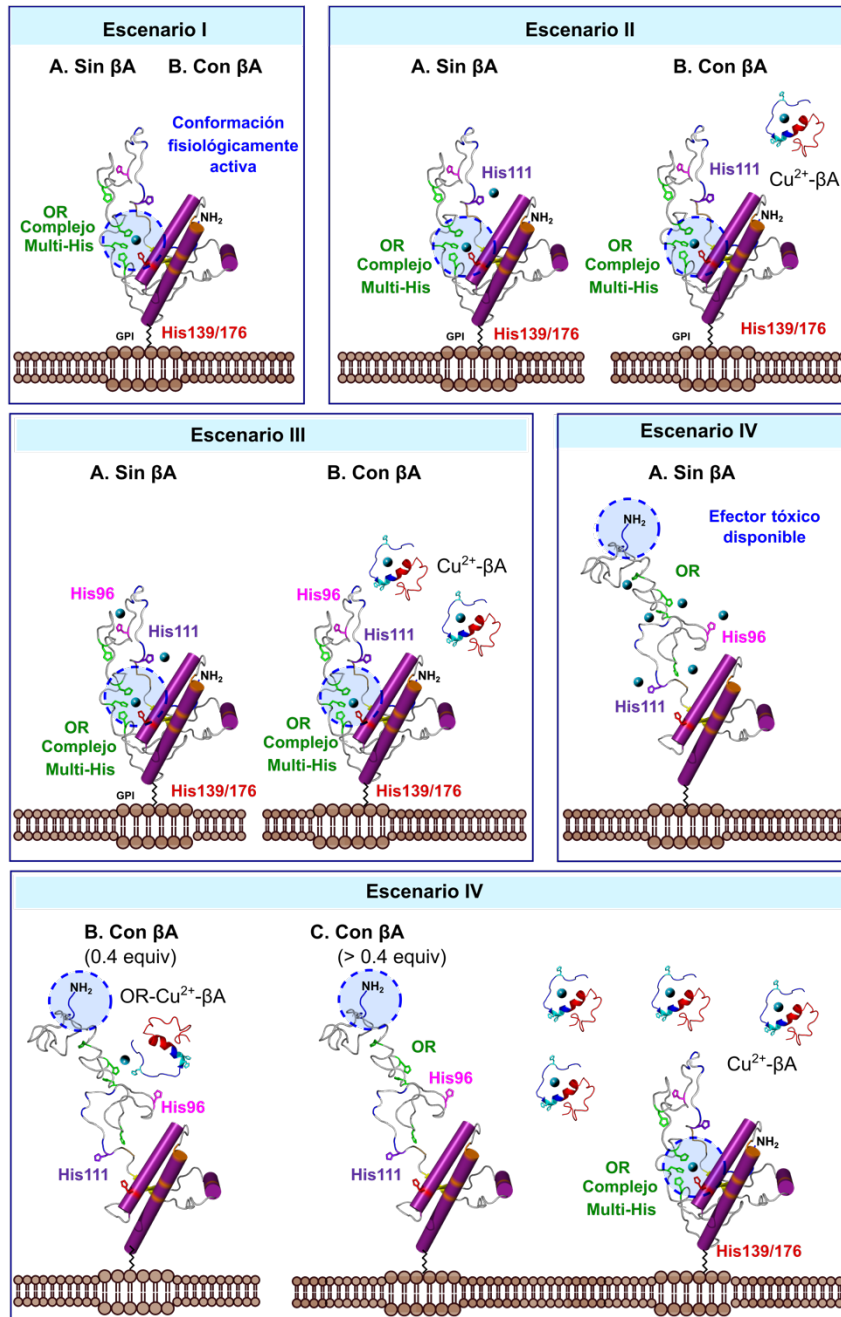 Escenario I
A. Sin βA
B. Con βA
Conformación
fisiológicamente
activa
OR
Complejo
Multi-His
NH2
GPI
His139/176
Escenario II
A. Sin βA
B. Con βA
His111
NH2
OR
Complejo
Multi-His
GPI
His139/176
His111
Cu2+-βA
NH2
OR
Complejo
Multi-His
GPI
His139/176
Escenario III
A. Sin βA
B. Con βA
His96
His111
NH2
OR
Complejo
Multi-His
GPI
His139/176
Cu2+-βA
His96
His111
NH2
OR
Complejo
Multi-His
His139/176
Escenario IV
A. Sin βA
NH2
Efector tóxico
disponible
OR
His96
His111
Escenario IV
B. Con βA
(0.4 equiv)
NH2
OR-Cu2+-βA
His96
His111
C. Con βA
(> 0.4 equiv)
NH2
OR
His96
His111
Cu2+-βA
NH2
OR
Complejo
Multi-His
His139/176